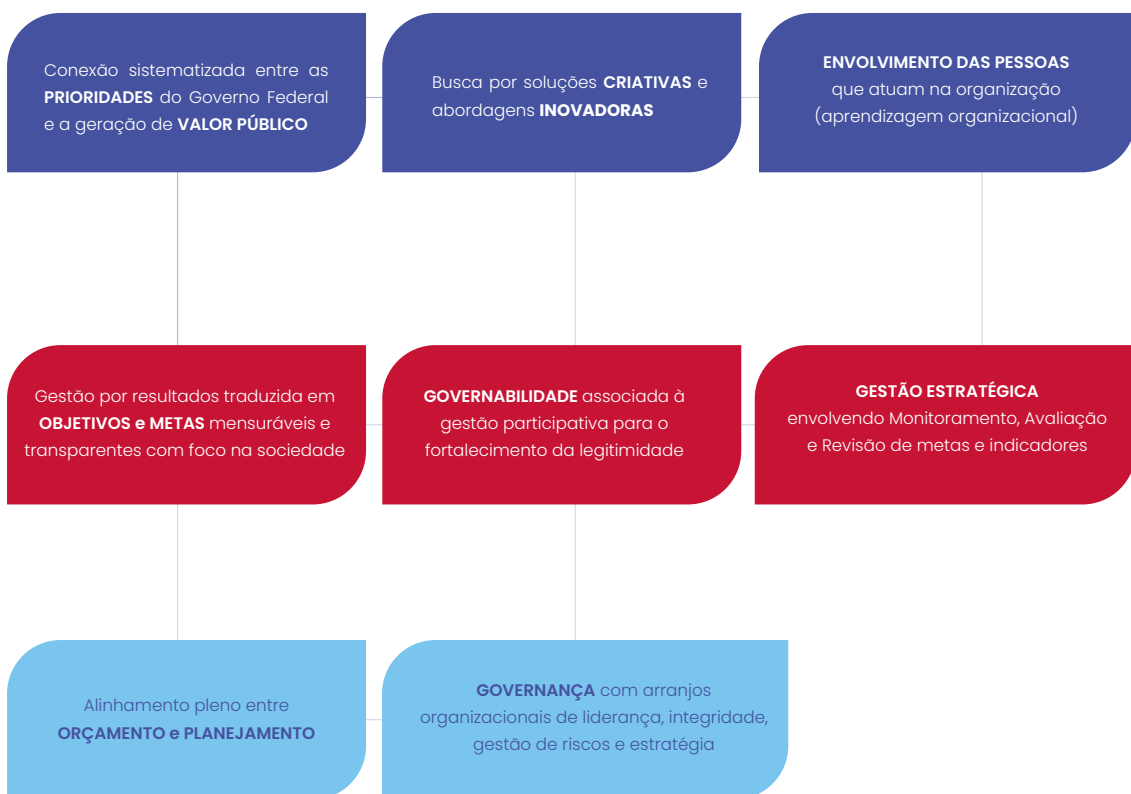 Conexão sistematizada entre as
PRIORIDADES do Governo Federal
e a geração de VALOR PÚBLICO
Busca por soluções CRIATIVAS e
abordagens INOVADORAS
ENVOLVIMENTO DAS PESSOAS
que atuam na organização
(aprendizagem organizacional)
Gestão por resultados traduzida em
OBJETIVOS e METAS mensuráveis e
transparentes com foco na sociedade
GOVERNABILIDADE associada à
gestão participativa para o
fortalecimento da legitimidade
GESTÃO ESTRATÉGICA
envolvendo Monitoramento, Avaliação
e Revisão de metas e indicadores
Alinhamento pleno entre
ORÇAMENTO e PLANEJAMENTO
GOVERNANÇA com arranjos
organizacionais de liderança, integridade,
gestão de riscos e estratégia